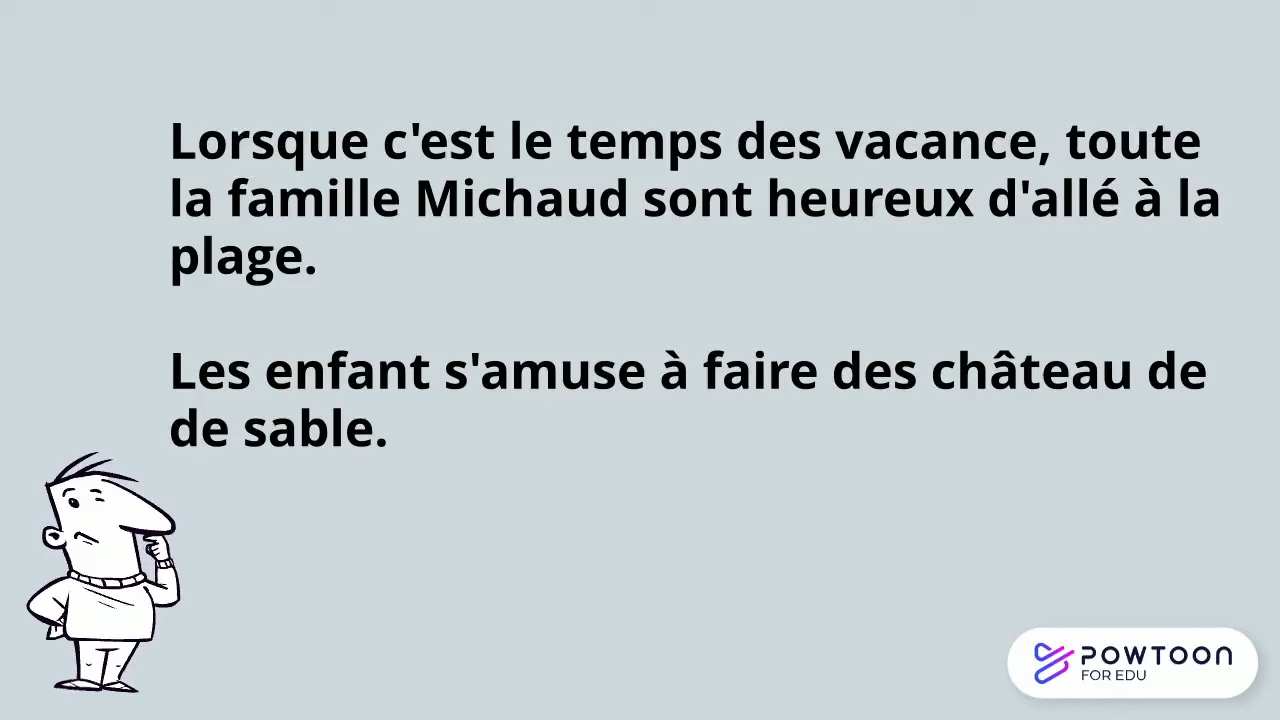 Lorsque c'est le temps des vacance, toute
la famille Michaud sont heureux d'allé à la
plage.
Les enfant s'amuse à faire des château de
de sable.
POWTOON
FOR EDU